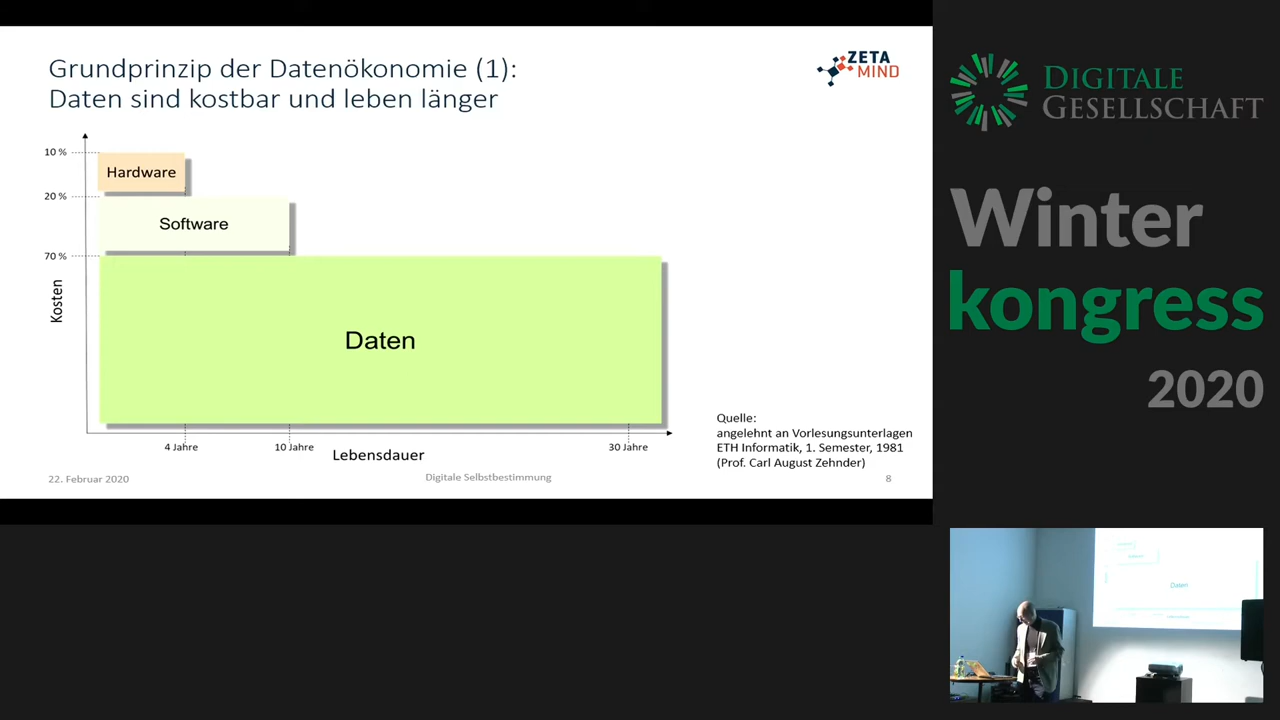 Grundprinzip der Datenökonomie (1):
Daten sind kostbar und leben länger
ZETA
MIND
10 %
Hardware
20 %
Software
70 %
Kosten
Daten
4 Jahre
10 Jahre
30 Jahre
Lebensdauer
Quelle:
angelehnt an Vorlesungsunterlagen
ETH Informatik, 1. Semester, 1981
(Prof. Carl August Zehnder)
22. Februar 2020
Digitale Selbstbestimmung
8
DIGITALE
GESELLSCHAFT
Winter
kongress
2020
Daten